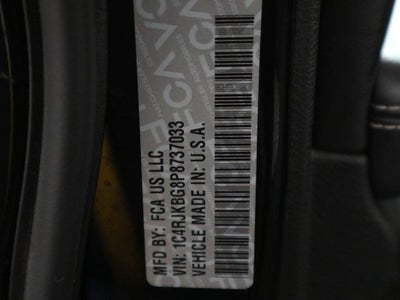 MFD BY: FCA US LLC
VIN: 1C4RJKBG8P8737033
VEHICLE MADE IN: U.S.A.